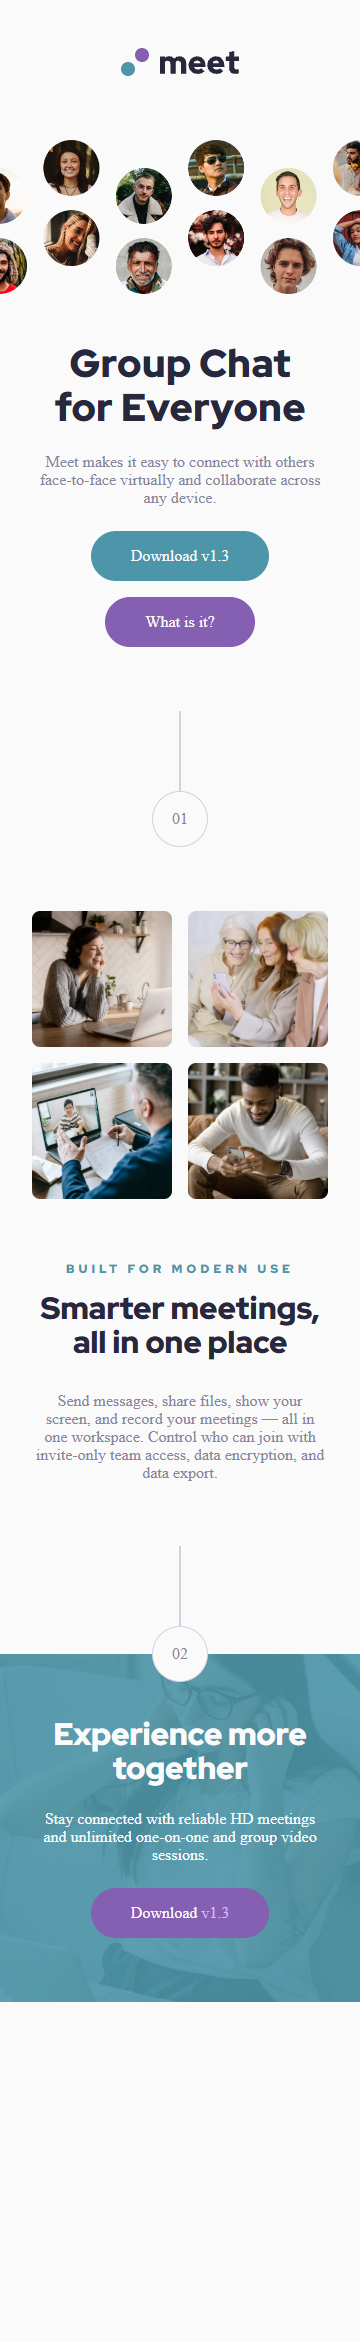 meet
Group Chat
for Everyone
Meet makes it easy to connect with others
face-to-face virtually and collaborate across
any device.
Download v1.3
What is it?
01
BUILT FOR MODERN USE
Smarter meetings,
all in one place
Send messages, share files, show your
screen, and record your meetings — all in
one workspace. Control who can join with
invite-only team access, data encryption, and
data export.
02
Experience more
together
Stay connected with reliable HD meetings
and unlimited one-on-one and group video
sessions.
Download v1.3